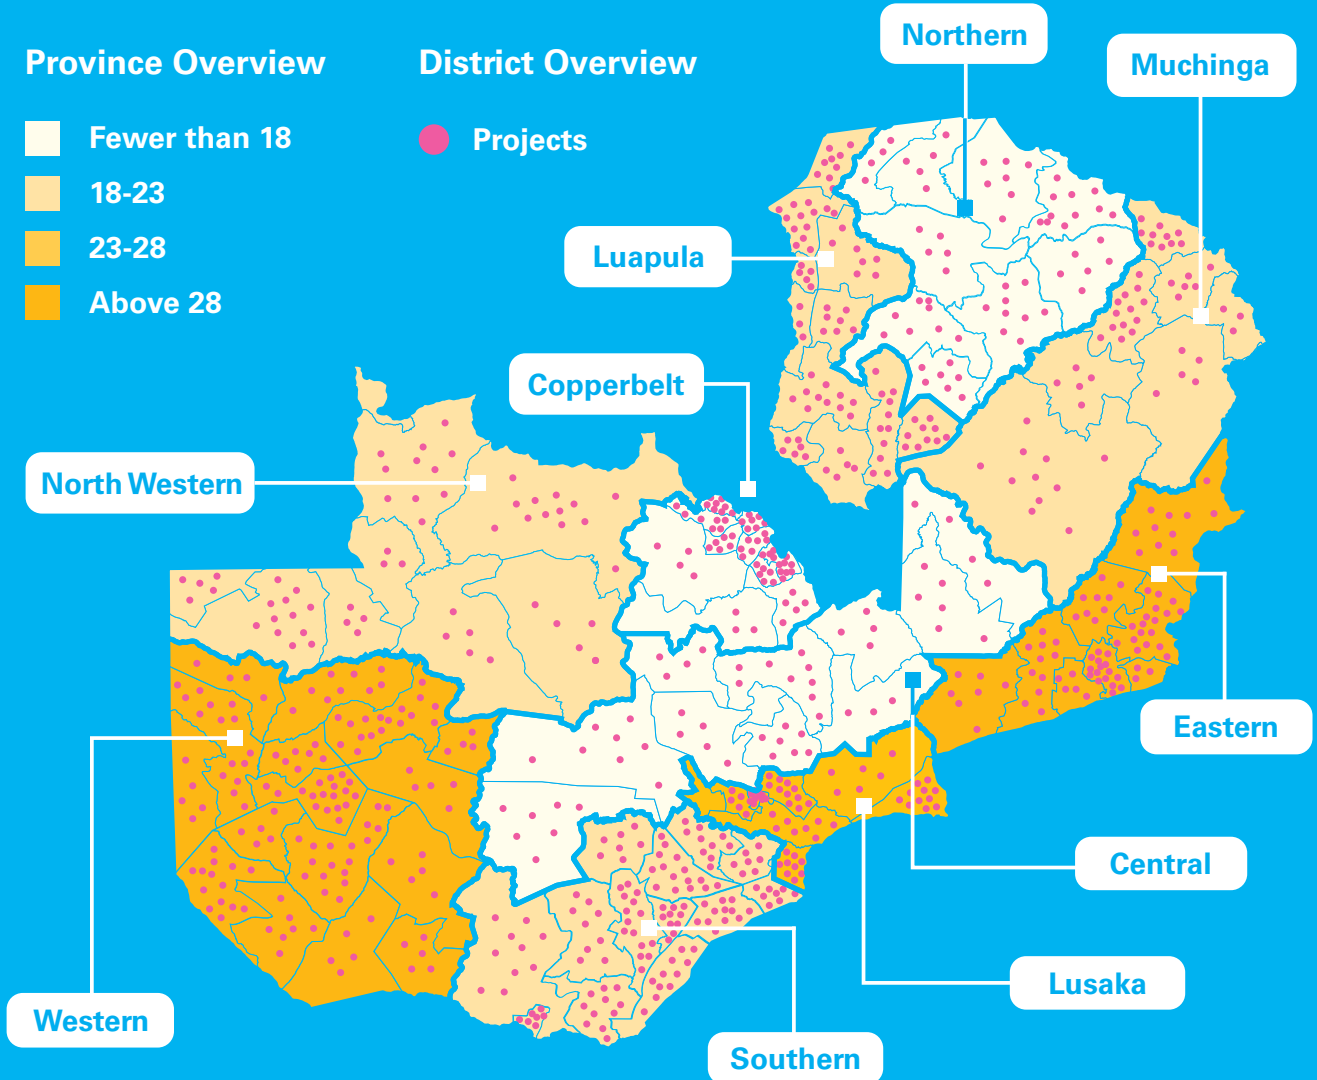 Province Overview
Fewer than 18
18-23
23-28
Above 28
District Overview
Projects
Northern
Muchinga
Luapula
Copperbelt
North Western
Eastern
Western
Central
Lusaka
Southern